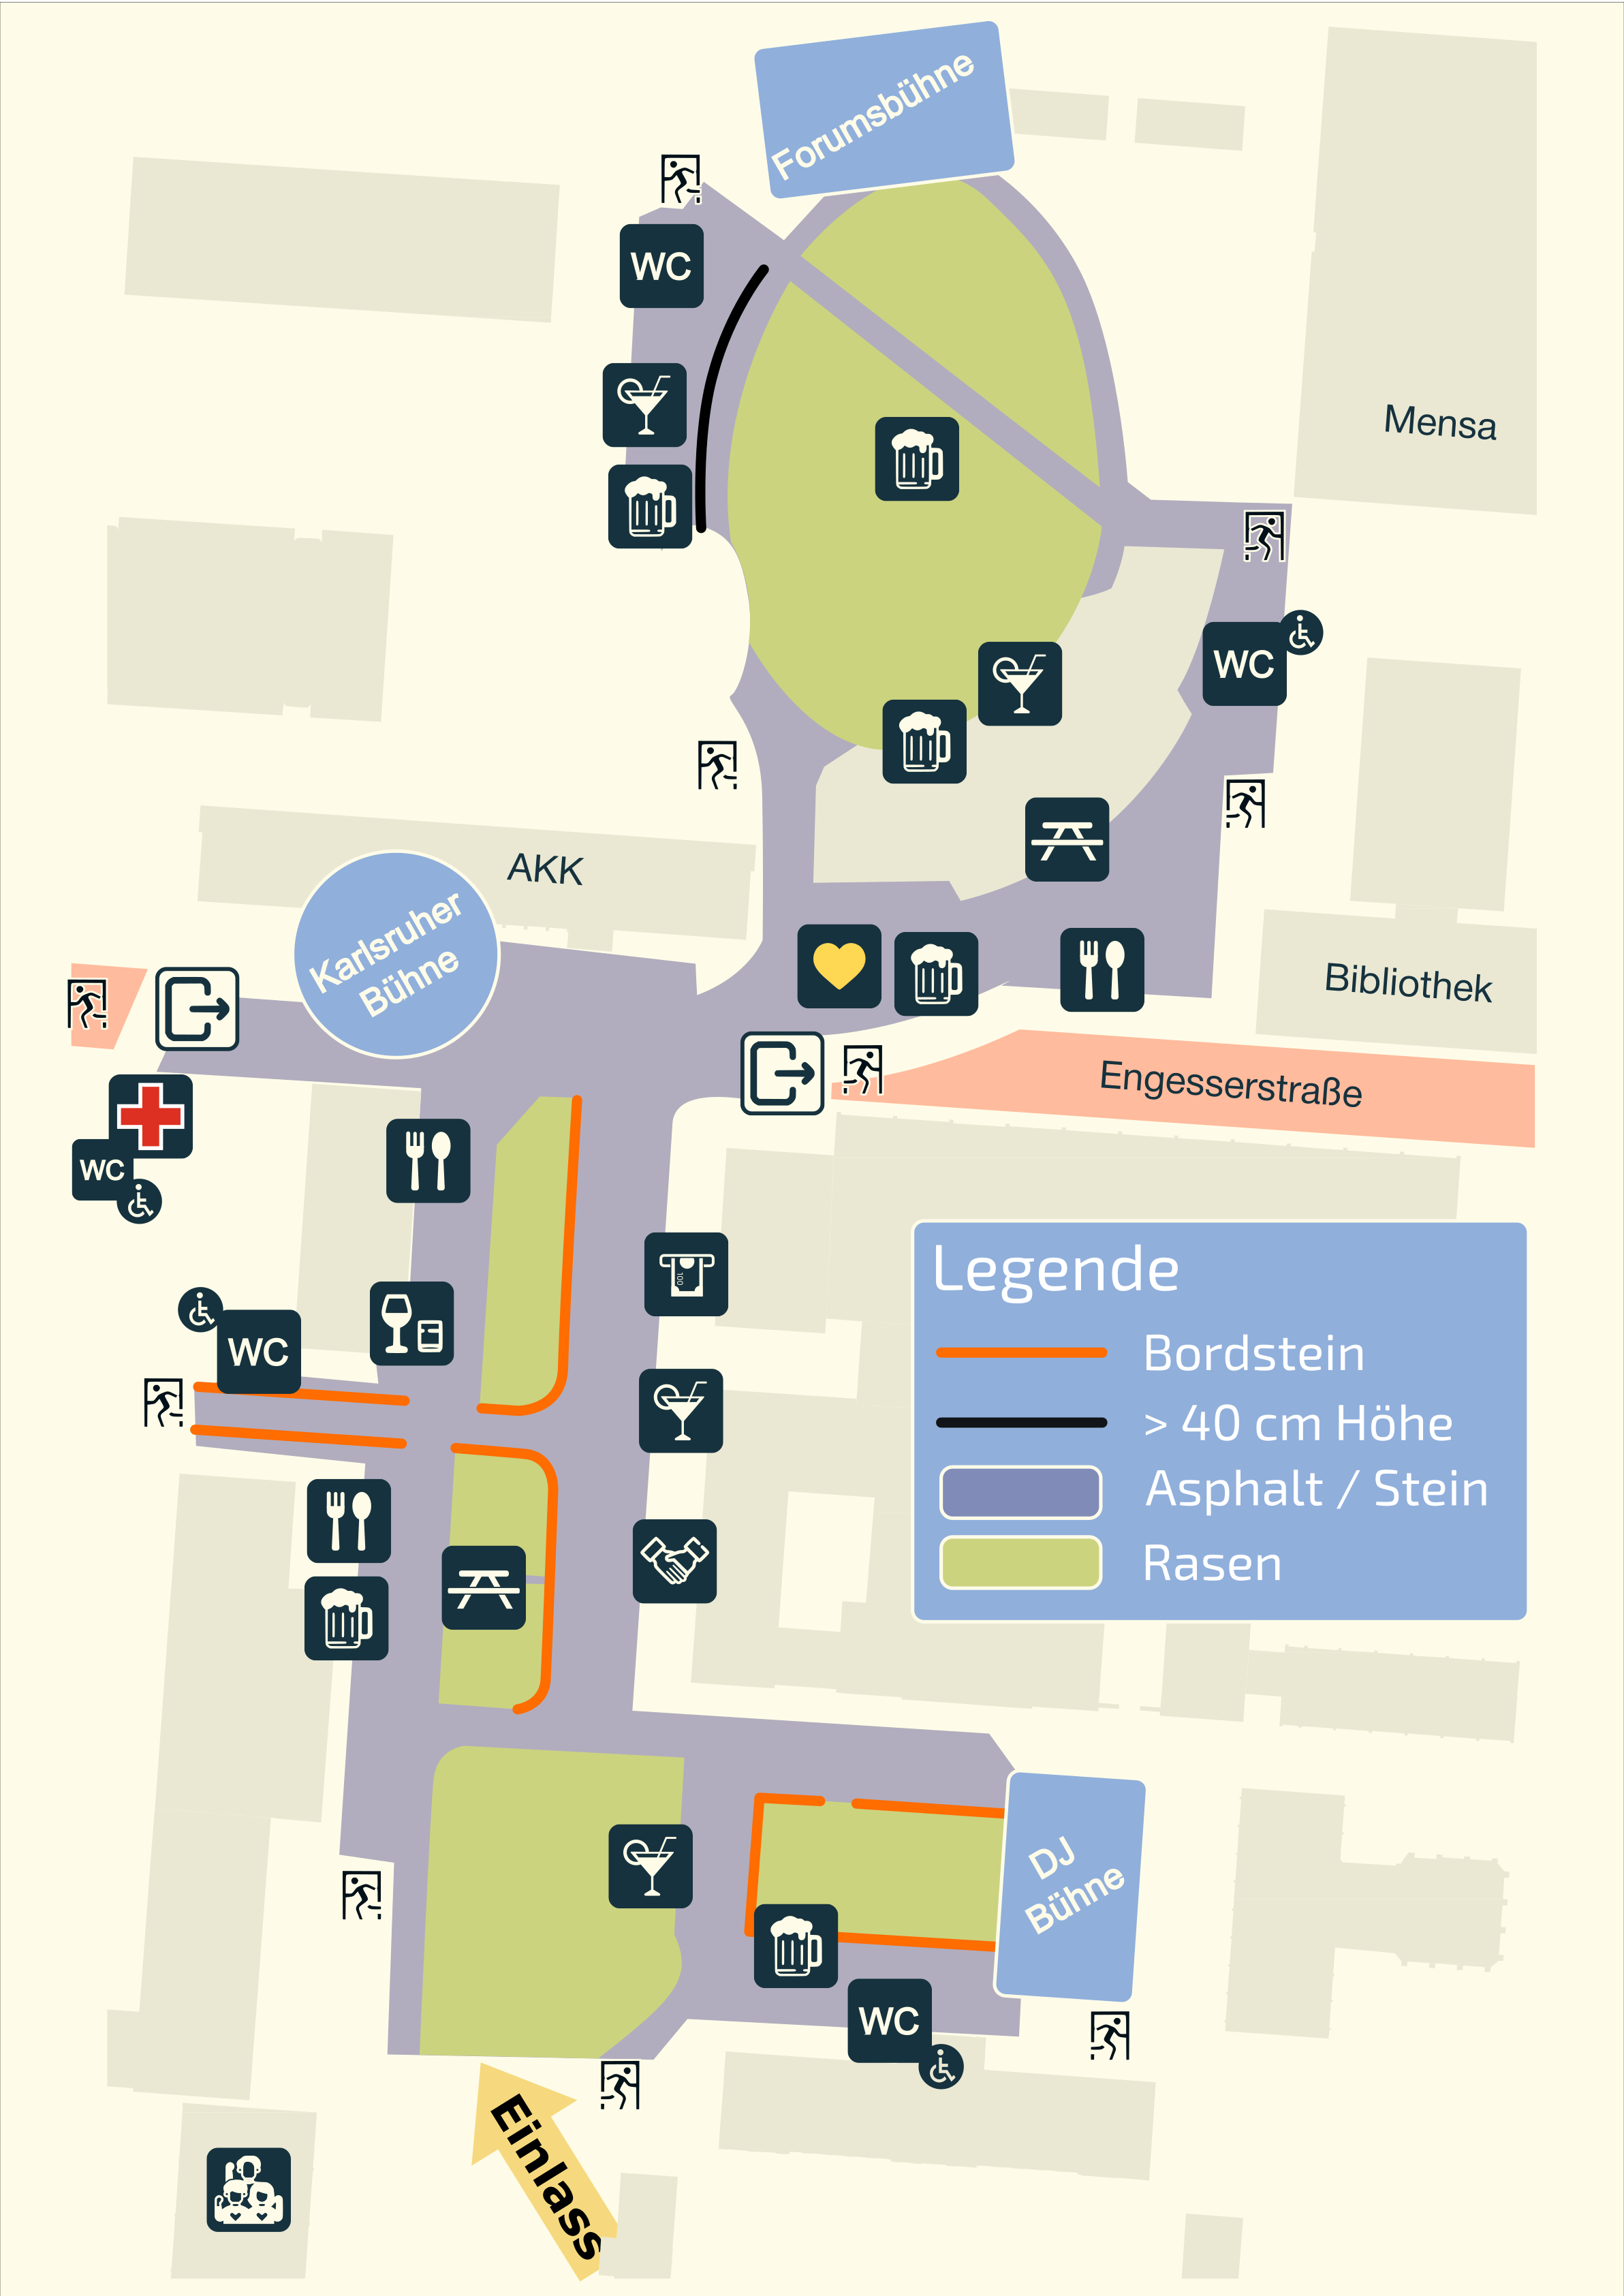 Forumsbühne
WC
Mensa
WC
AKK
Karlsruher
Bühne
Bibliothek
Engesserstraße
WC
100
WC
Legende
Bordstein
> 40 cm Höhe
Asphalt / Stein
Rasen
DJ
Bühne
WC
Einlass